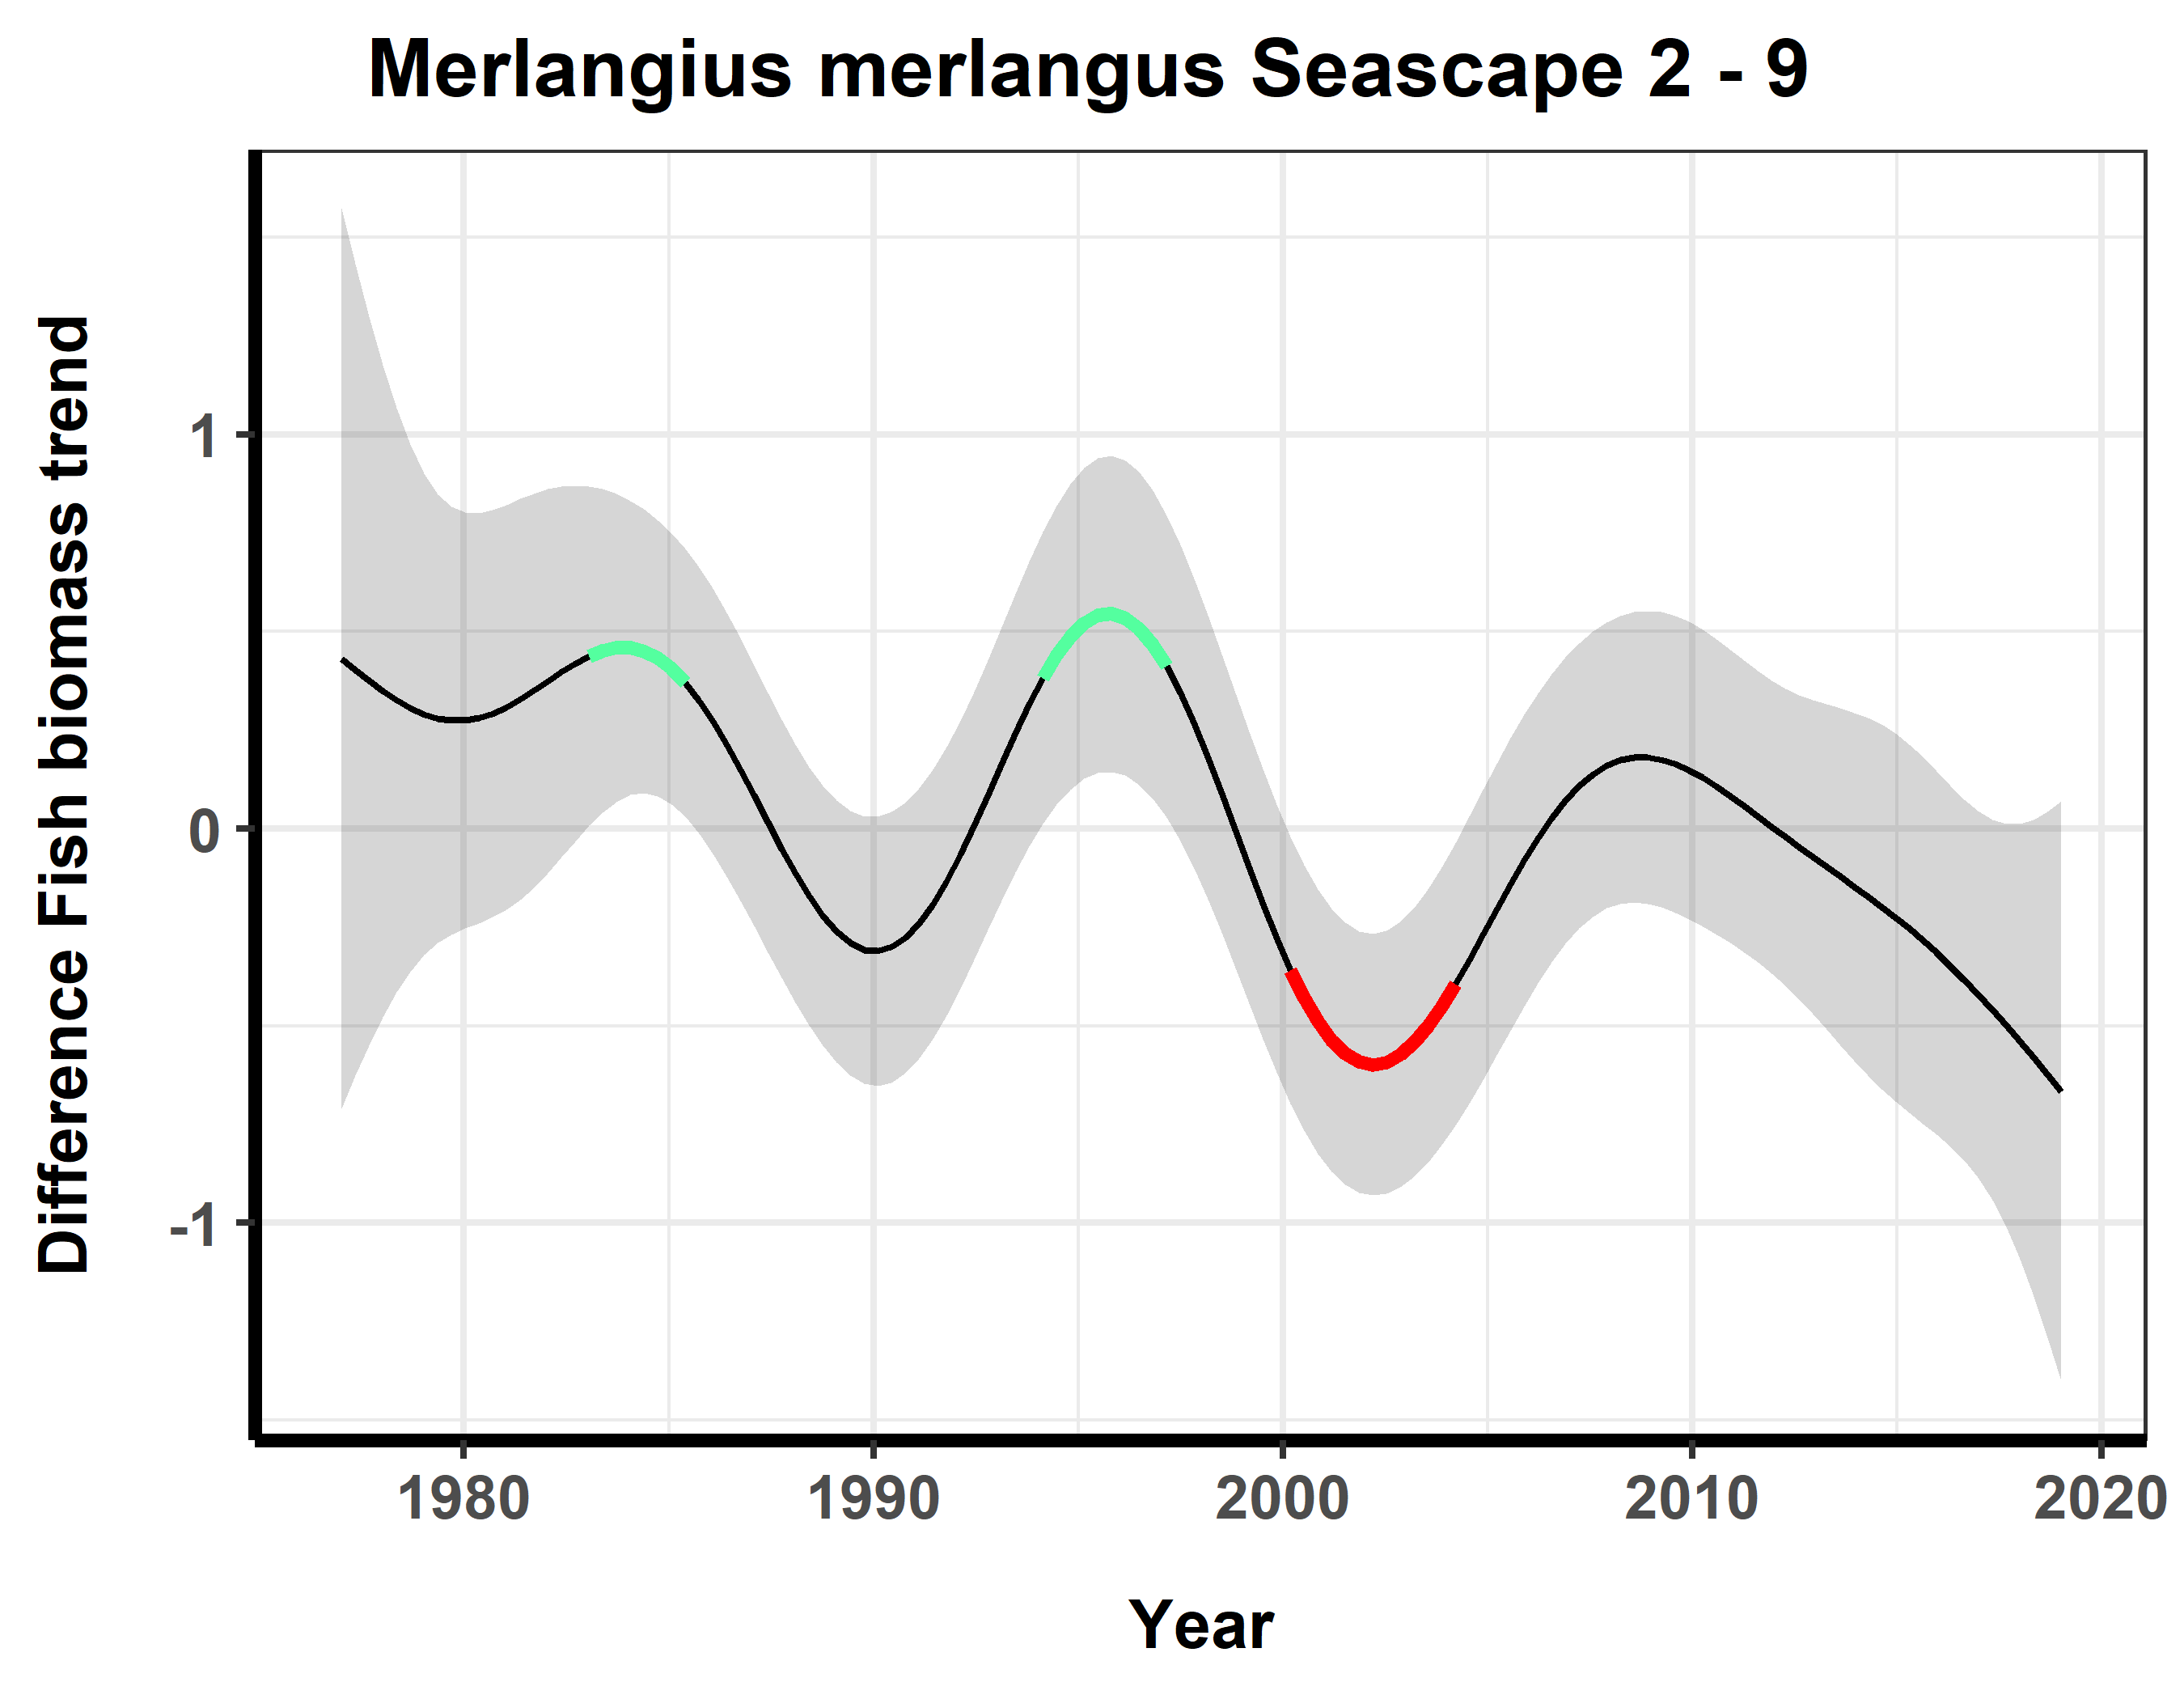 Merlangius merlangus Seascape 2 - 9
Difference Fish biomass trend
1
0
-1
1980 1990 2000 2010 2020
Year